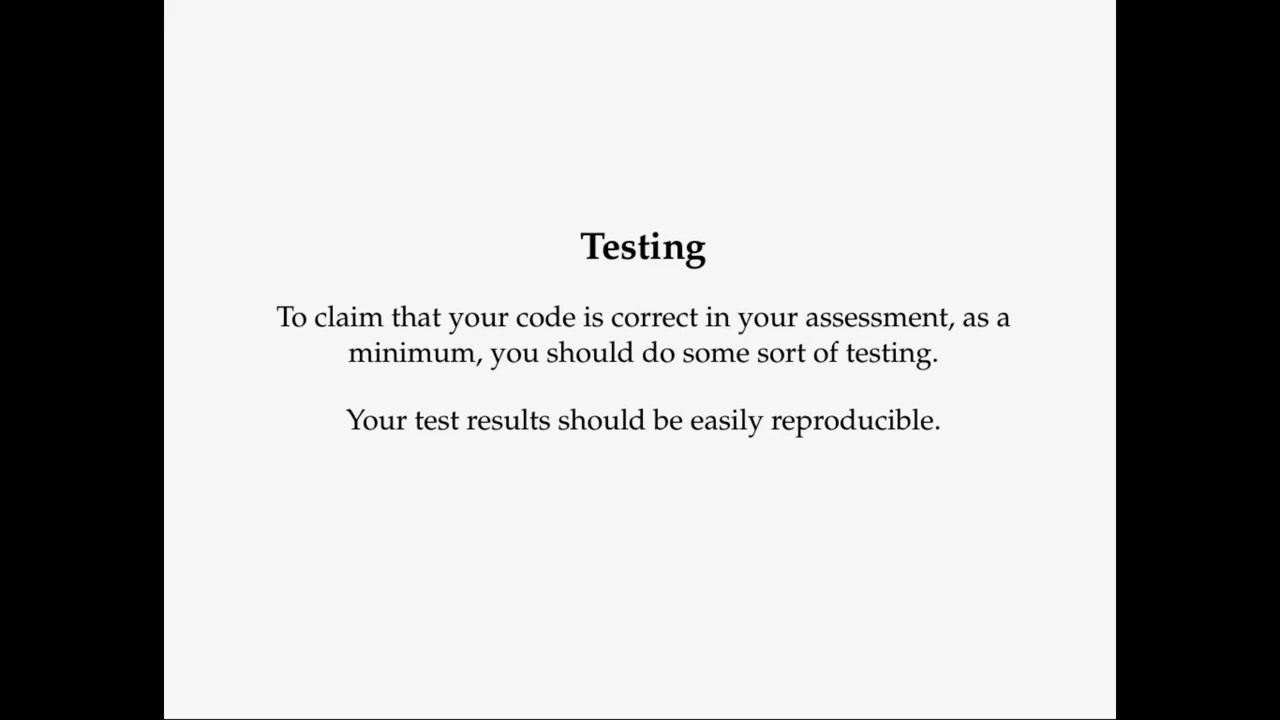 Testing
To claim that your code is correct in your assessment, as a
minimum, you should do some sort of testing.
Your test results should be easily reproducible.